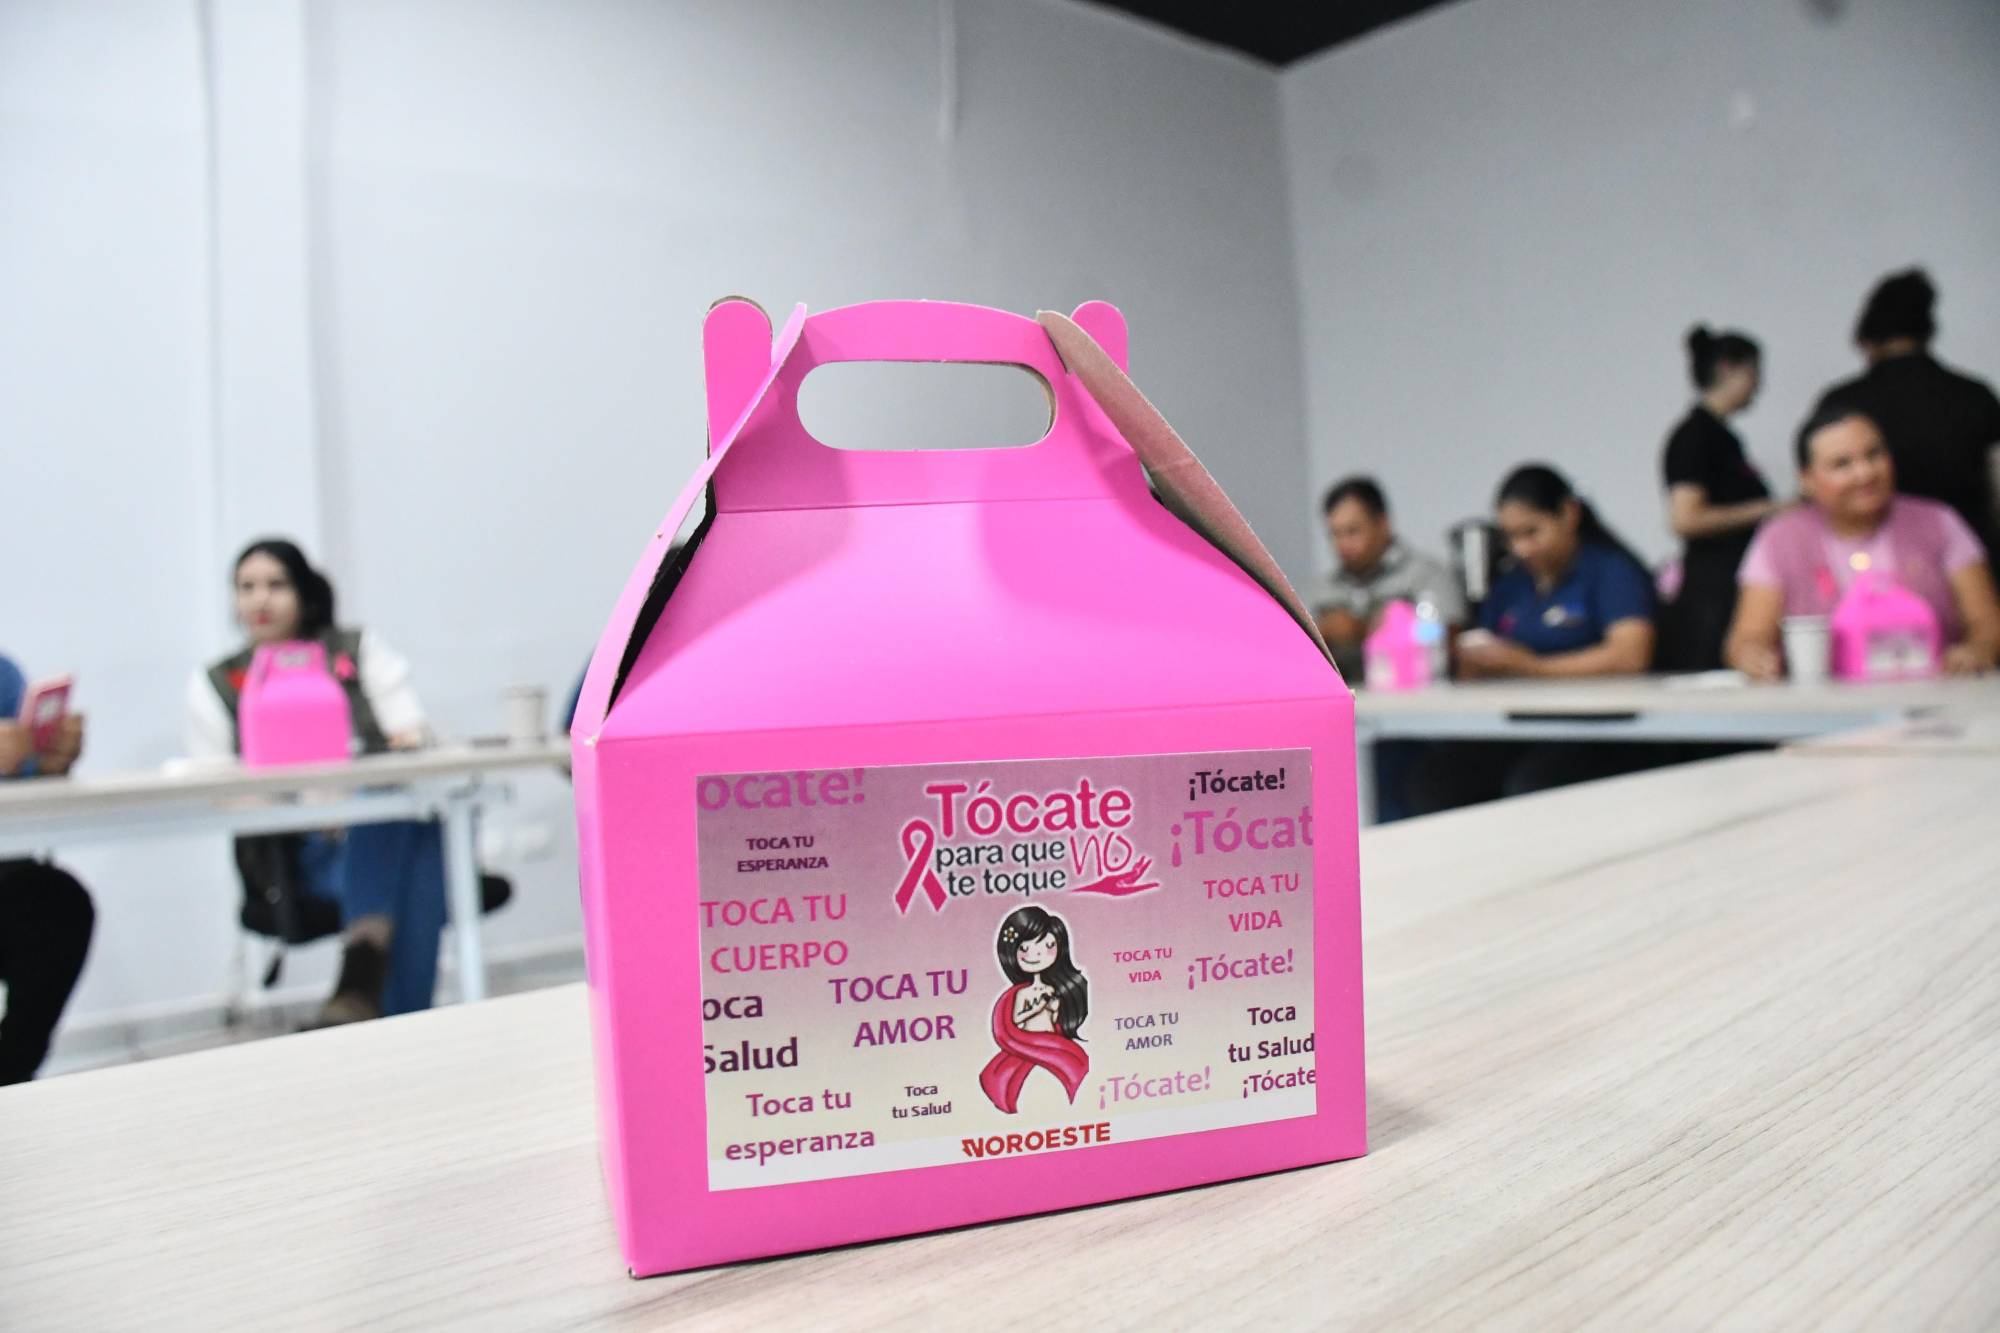 ocate!
TOCA TU
ESPERANZA
TOCA TU
CUERPO
oca
Salud
TOCA TU
AMOR
Toca tu
esperanza
Toca
tu Salud
Tócate
para que NO
te toque
¡Tócate!
¡Tócat
TOCA TU
VIDA
TOCA TU
VIDA
¡Tócate!
TOCA TU
AMOR
Toca
tu Salud
¡Tócate!
¡Tócate
NOROESTE